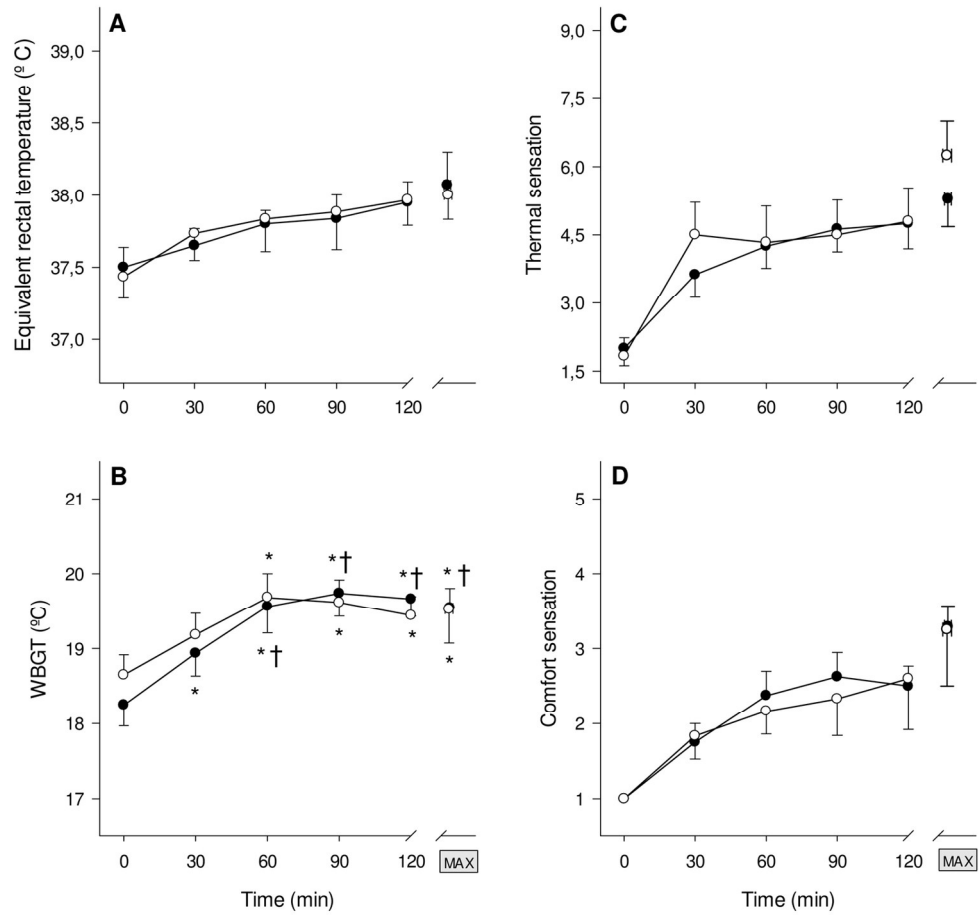 A
Equivalent rectal temperature (º C)
39,0
38,5
38,0
37,5
37,0
0 30 60 90 120
C
Thermal sensation
9,0
7,5
6,0
4,5
3,0
1,5
0 30 60 90 120
B
WBGT (ºC)
21
20
19
18
17
* *† *† *†
* *† * * *
0 30 60 90 120 MAX
Time (min)
D
Comfort sensation
5
4
3
2
1
0 30 60 90 120 MAX
Time (min)